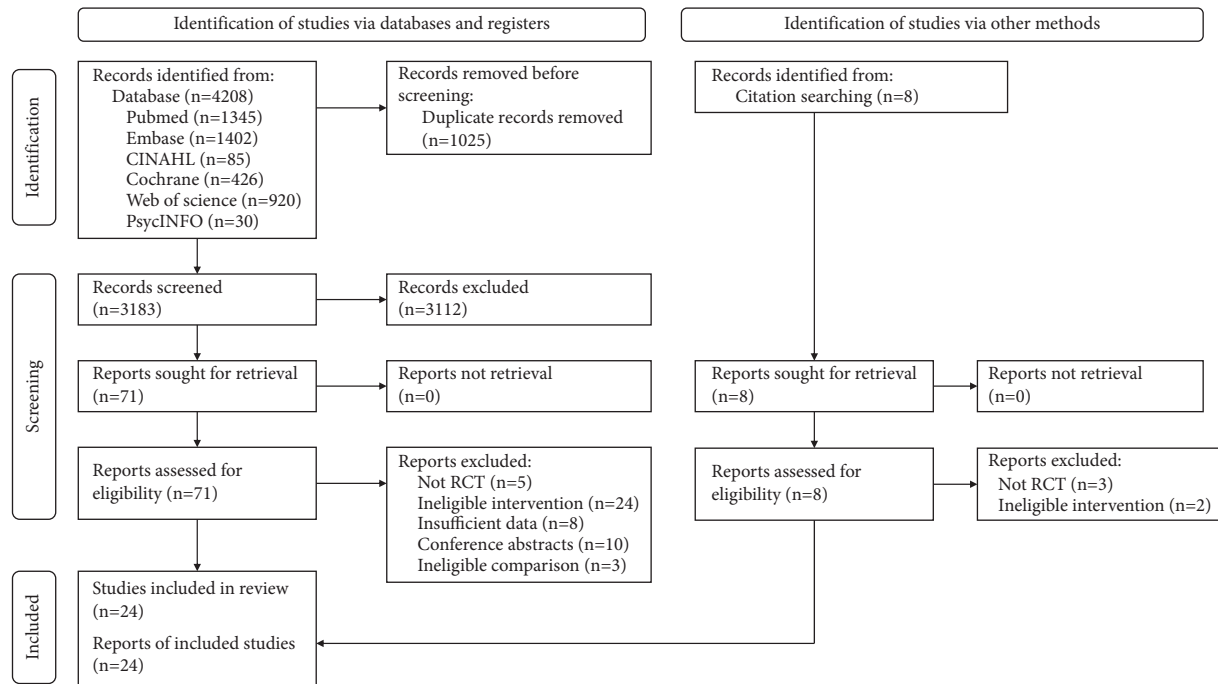 Identification of studies via databases and registers
Identification of studies via other methods
Identification
Records identified from:
Database (n=4208)
Pubmed (n=1345)
Embase (n=1402)
CINAHL (n=85)
Cochrane (n=426)
Web of science (n=920)
PsycINFO (n=30)
Records removed before
screening:
Duplicate records removed
(n=1025)
Records identified from:
Citation searching (n=8)
Screening
Records screened
(n=3183)
Records excluded
(n=3112)
Reports sought for retrieval
(n=71)
Reports not retrieval
(n=0)
Reports sought for retrieval
(n=8)
Reports not retrieval
(n=0)
Reports assessed for
eligibility (n=71)
Reports excluded:
Not RCT (n=5)
Ineligible intervention (n=24)
Insufficient data (n=8)
Conference abstracts (n=10)
Ineligible comparison (n=3)
Reports assessed for
eligibility (n=8)
Reports excluded:
Not RCT (n=3)
Ineligible intervention (n=2)
Included
Studies included in review
(n=24)
Reports of included studies
(n=24)